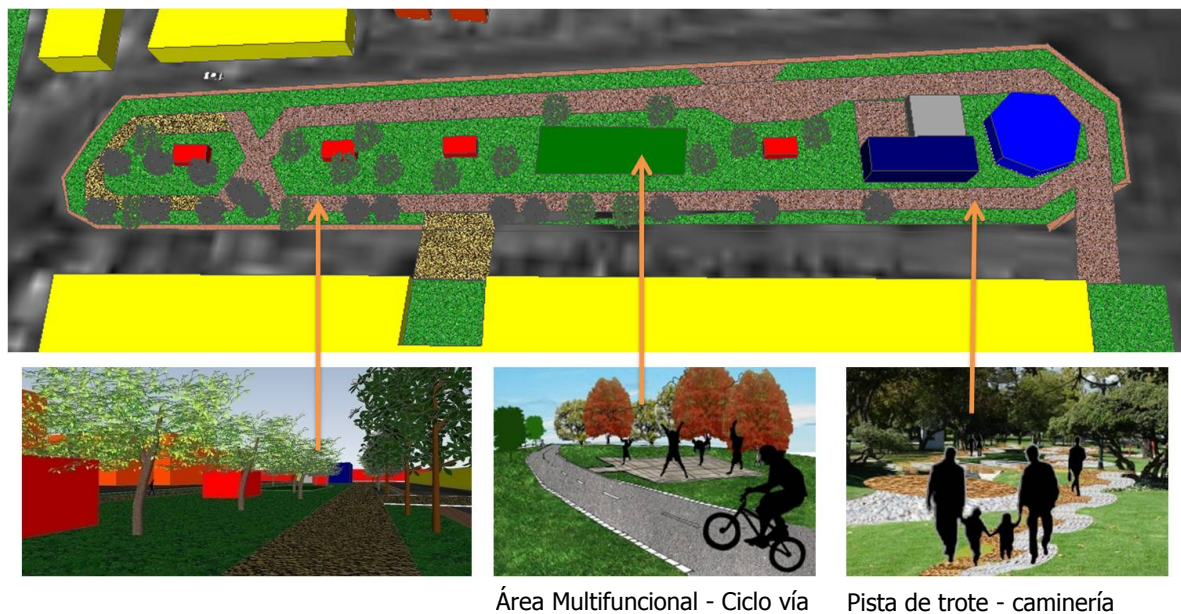 Área Multifuncional - Ciclo vía
Pista de trote - caminería